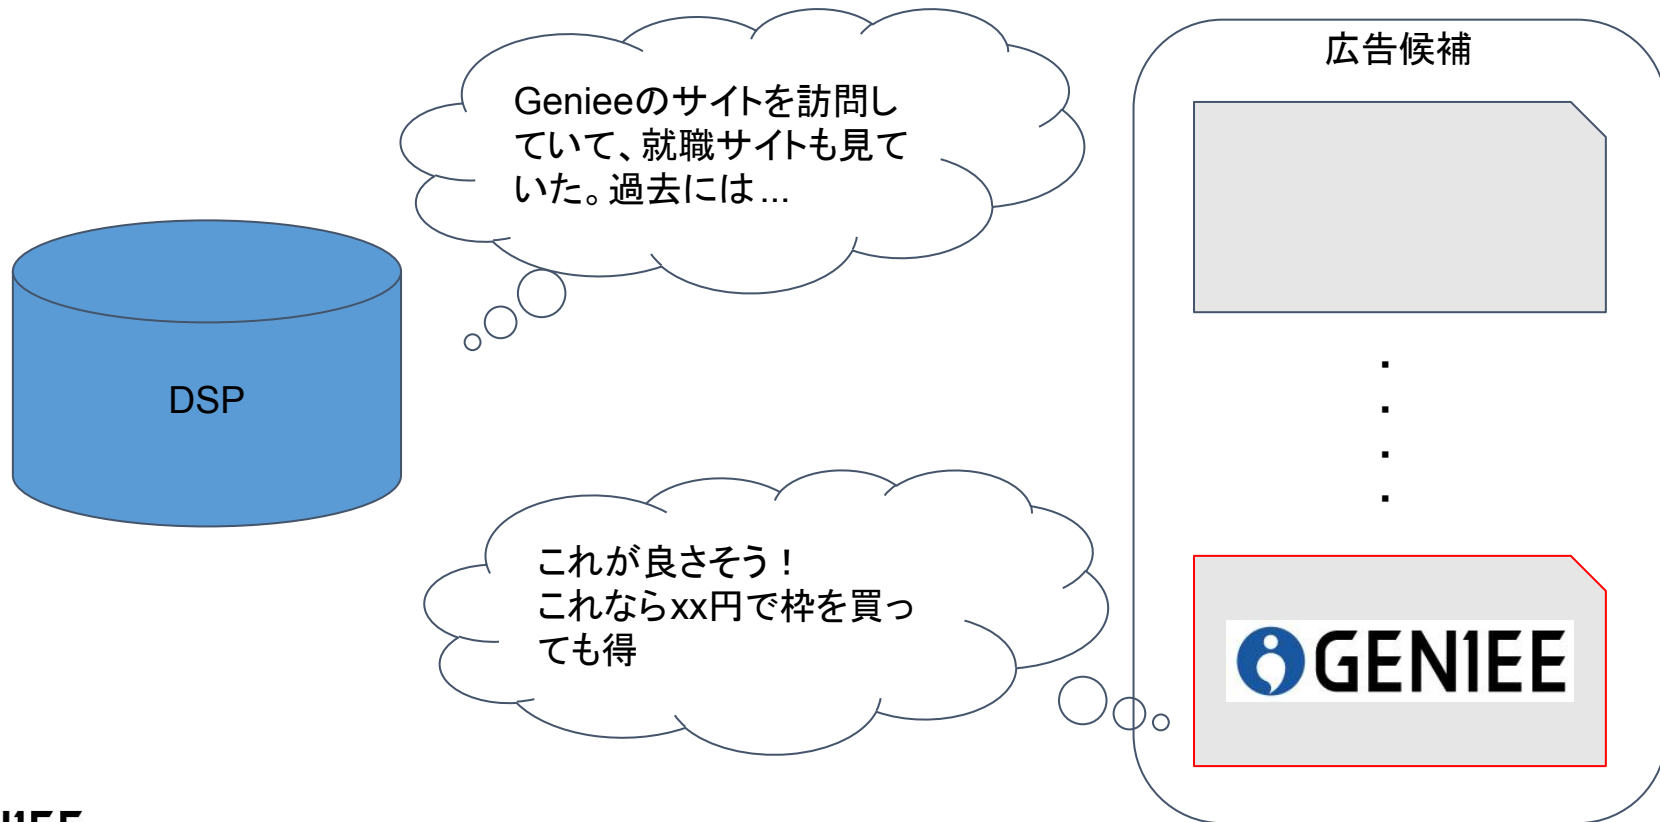 広告候補
Genieeのサイトを訪問し
ていて、就職サイトも見て
いた。過去には...
DSP
これが良さそう！
これならxx円で枠を買っ
ても得
GENIEE